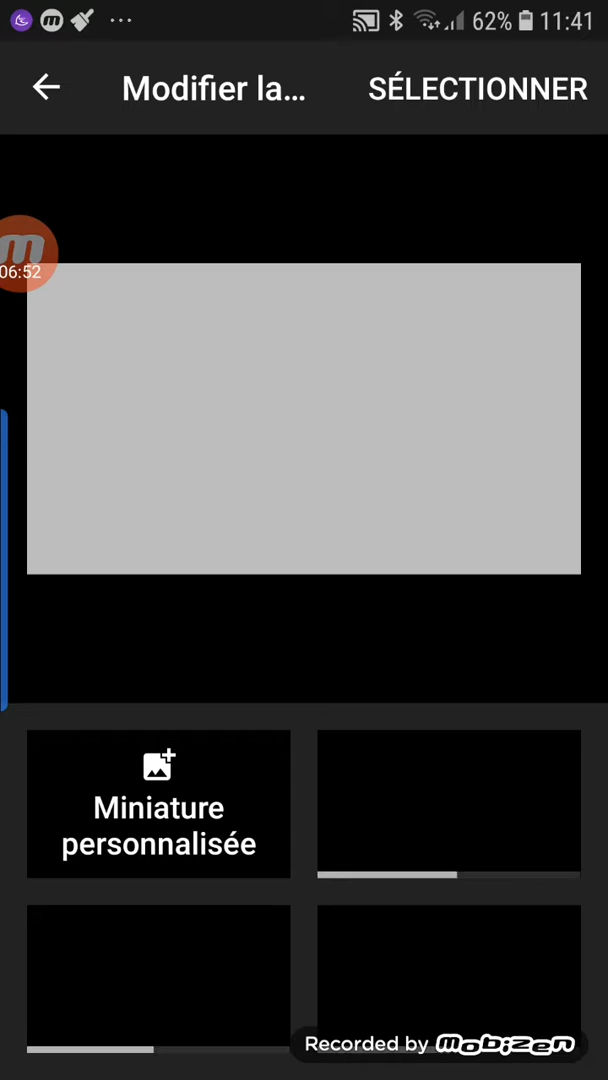 62% 11:41
Modifier la... SÉLECTIONNER
m
06:52
Miniature
personnalisée
Recorded by mobizen